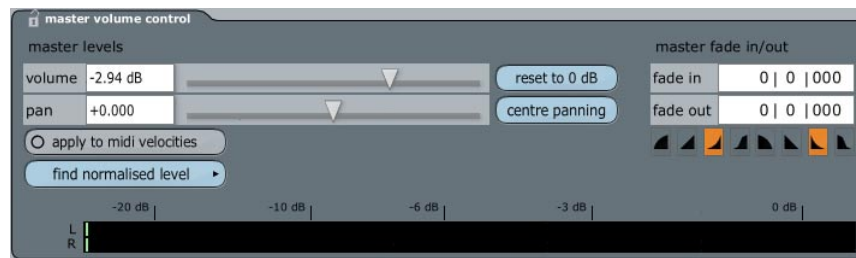 master volume control
master levels
master fade in/out
volume -2.94 dB reset to 0 dB fade in 0| 0 |000
pan +0.000 centre panning fade out 0| 0 |000
apply to midi velocities
find normalised level
-20 dB -10 dB -6 dB -3 dB 0 dB
L
R